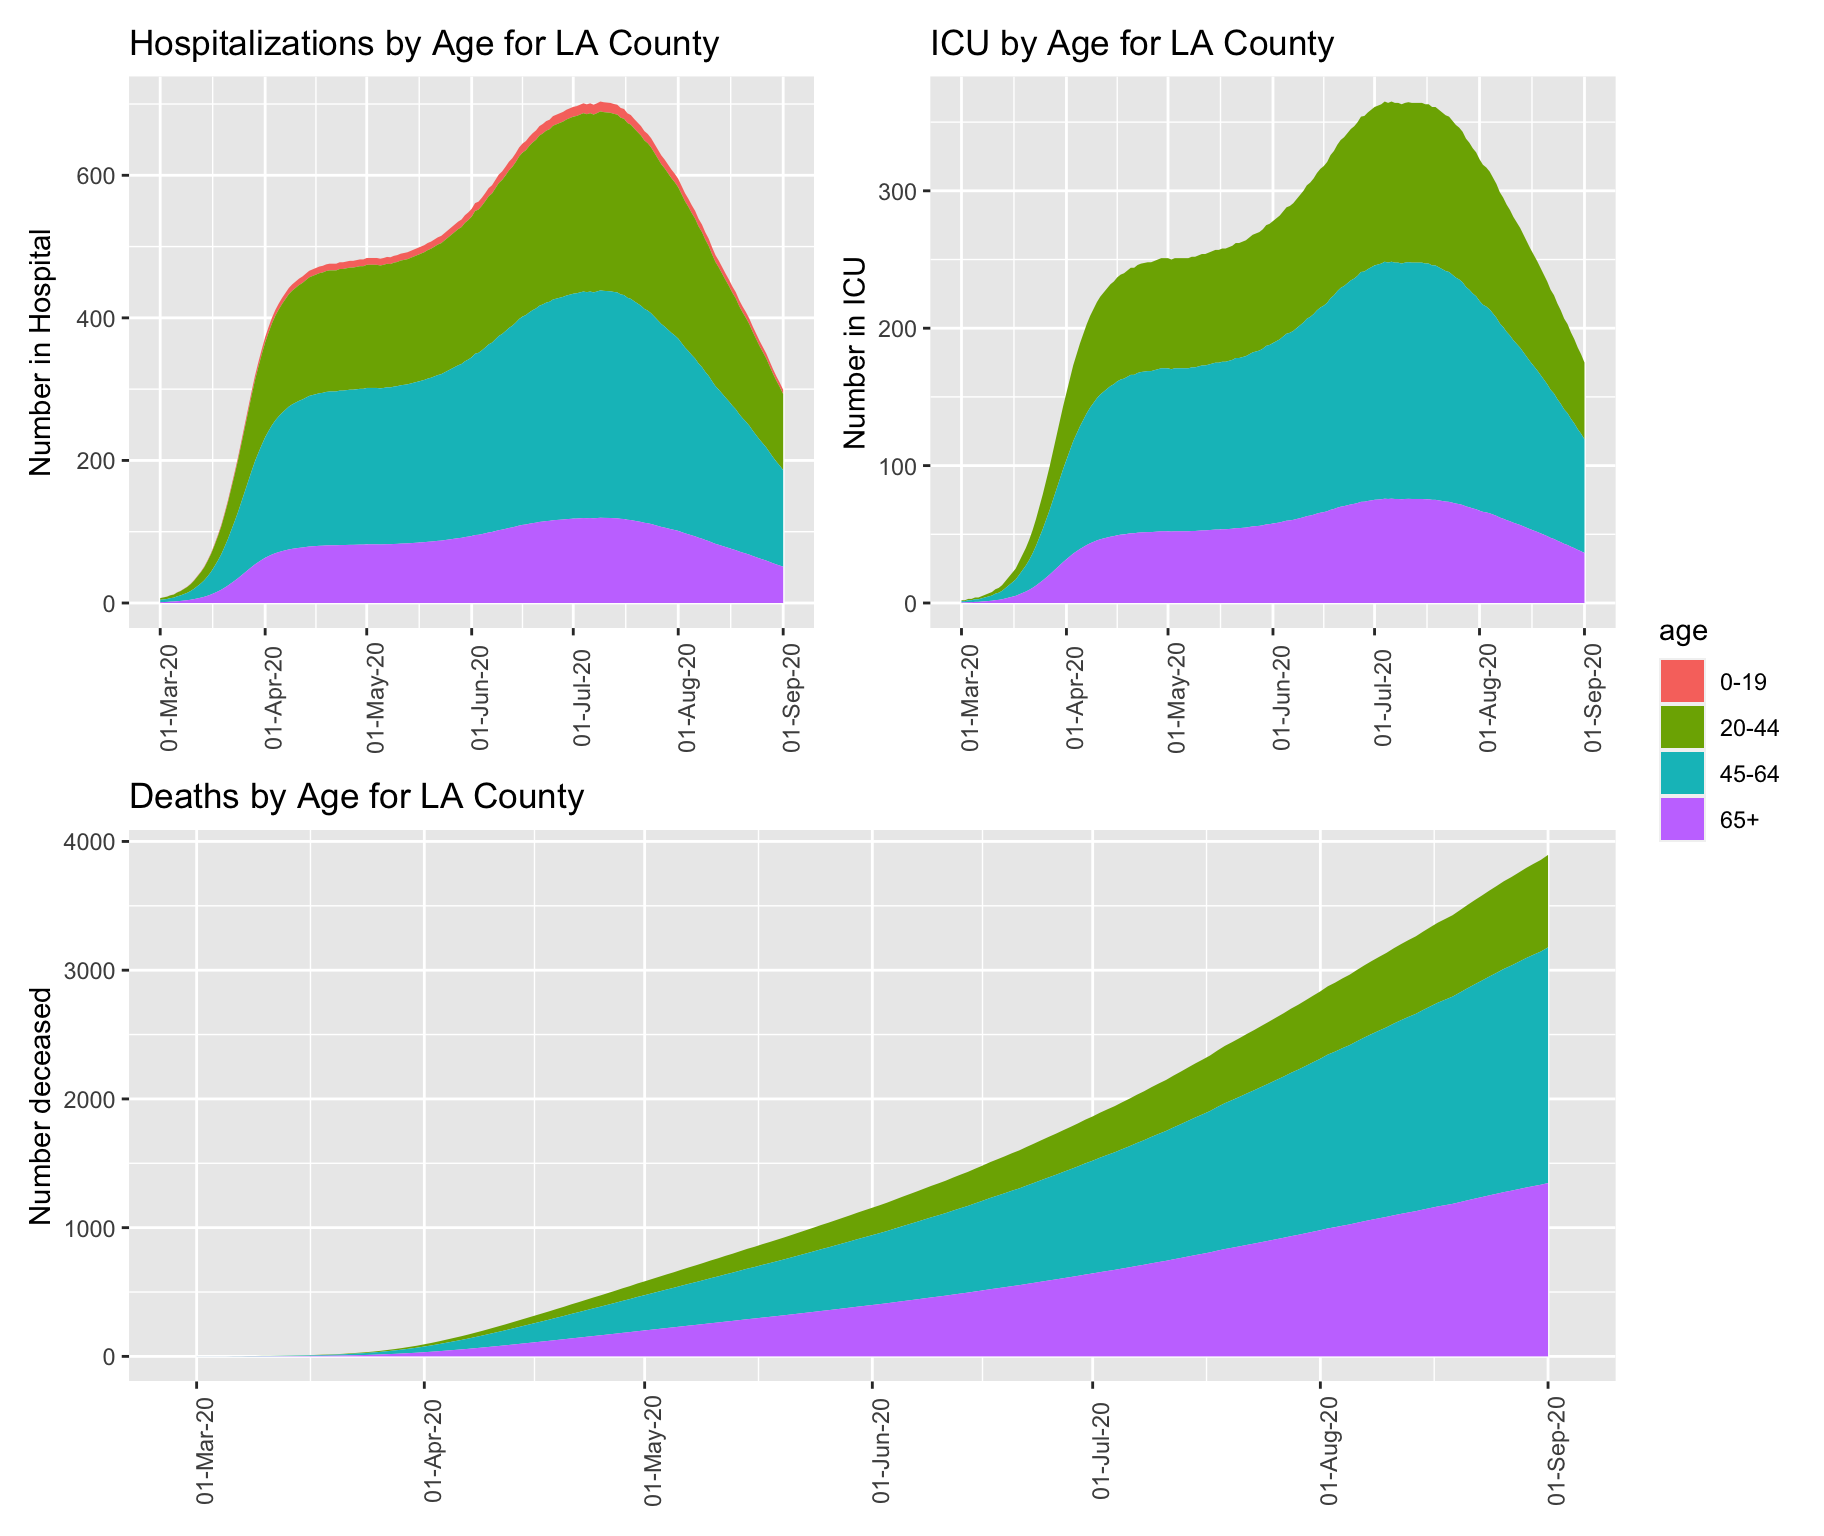 Hospitalizations by Age for LA County
Number in Hospital
600
400
200
0
01-Mar-20
01-Apr-20
01-May-20
01-Jun-20
01-Jul-20
01-Aug-20
01-Sep-20
ICU by Age for LA County
Number in ICU
300
200
100
0
01-Mar-20
01-Apr-20
01-May-20
01-Jun-20
01-Jul-20
01-Aug-20
01-Sep-20
Deaths by Age for LA County
Number deceased
4000
3000
2000
1000
0
01-Mar-20
01-Apr-20
01-May-20
01-Jun-20
01-Jul-20
01-Aug-20
01-Sep-20
age
0-19
20-44
45-64
65+